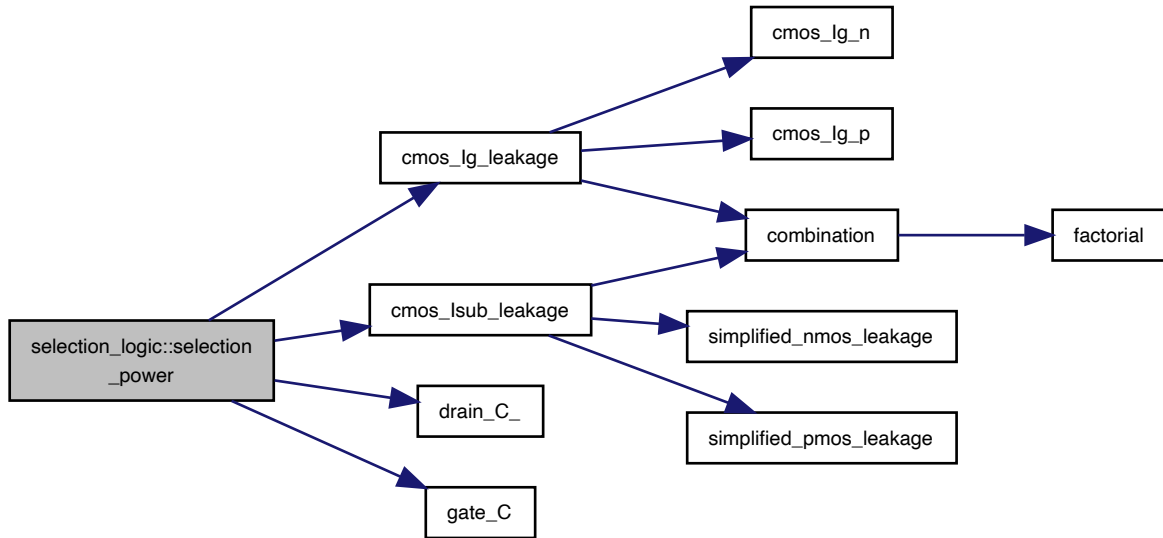 cmos_Ig_n
cmos_Ig_p
cmos_Ig_leakage
combination
factorial
cmos_Isub_leakage
simplified_nmos_leakage
selection_logic::selection
_power
drain_C_
simplified_pmos_leakage
gate_C